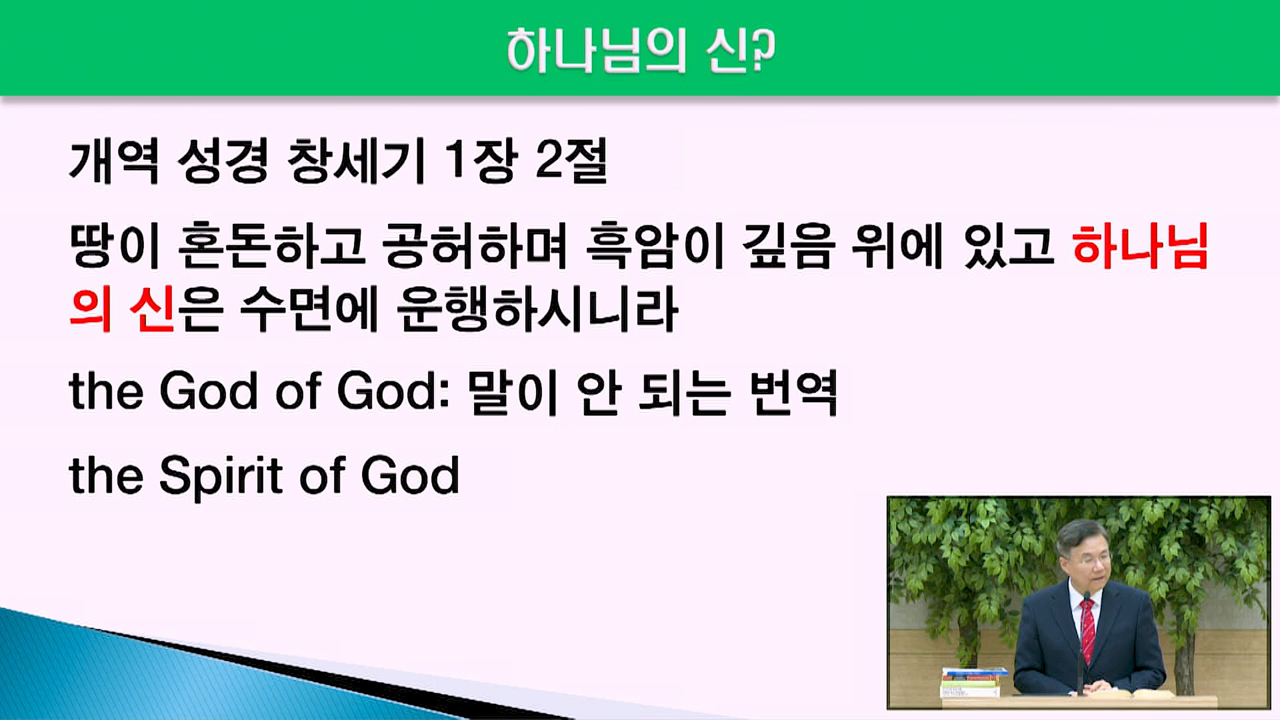 하나님의 신?
개역 성경 창세기 1장 2절
땅이 혼돈하고 공허하며 흑암이 깊음 위에 있고 하나님
의 신은 수면에 운행하시니라
the God of God: 말이 안 되는 번역
the Spirit of God